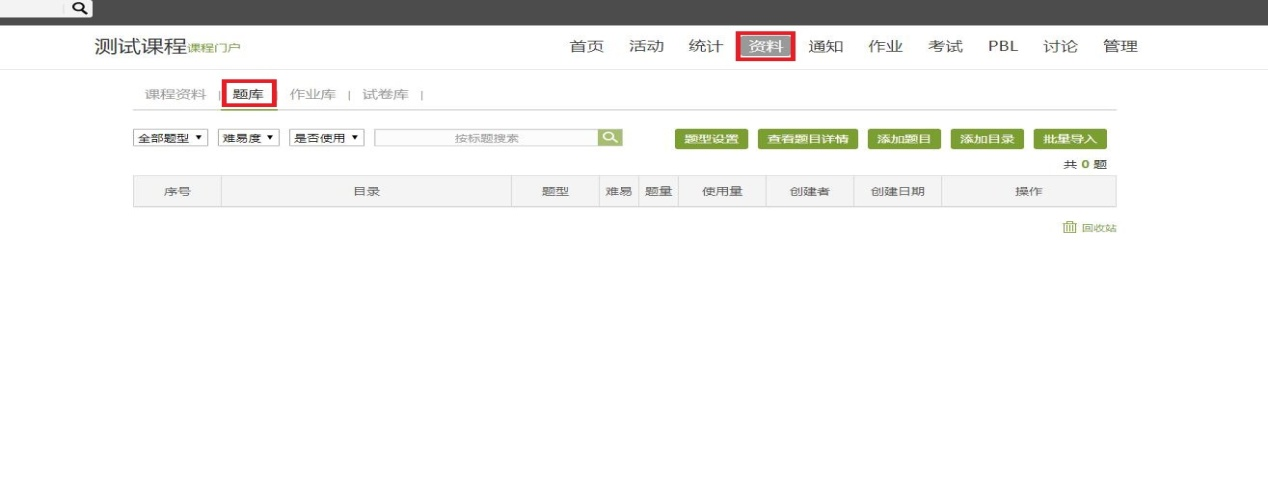 测试课程 课程门户 首页 活动 统计 资料 通知 作业 考试 PBL 讨论 管理
课程资料 | 题库 作业库 | 试卷库 |
全部题型 难易度 是否使用 按标题搜索 题型设置 查看题目详情 添加题目 添加目录 批量导入
共 0 题
序号 目录 题型 难易 题量 使用量 创建者 创建日期 操作
回收站